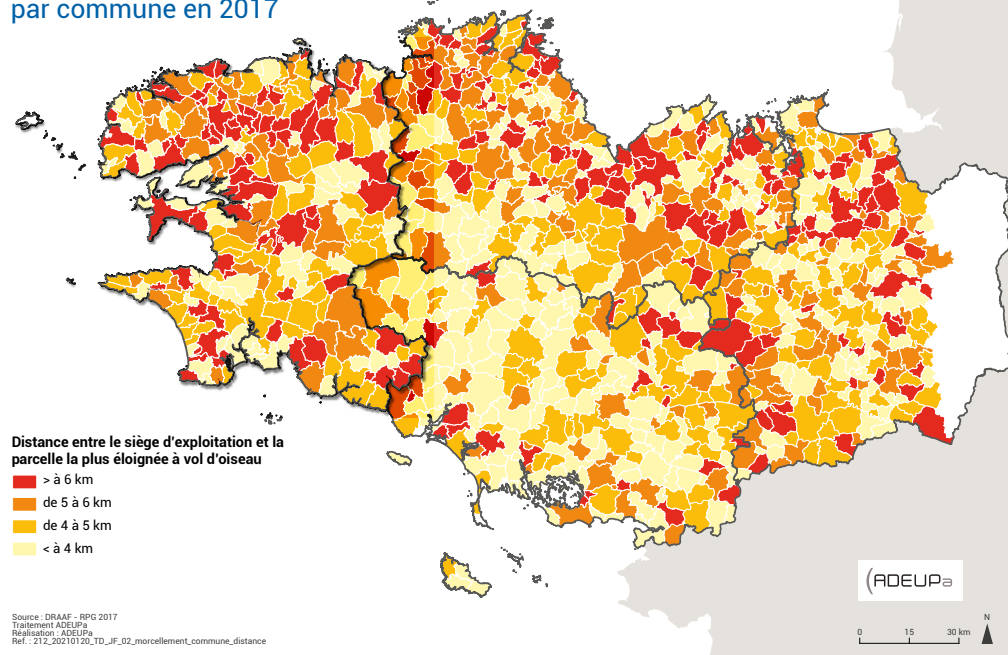 par commune en 2017
Distance entre le siège d'exploitation et la
parcelle la plus éloignée à vol d'oiseau
> à 6 km
de 5 à 6 km
de 4 à 5 km
< à 4 km
Source : DRAAF - RPG 2017
Traitement ADEUPa
Réalisation : ADEUPa
Ref. : 212_20210120_TD_JF_02_morcellement_commune_distance
(ADEUPa
N
0 15 30 km